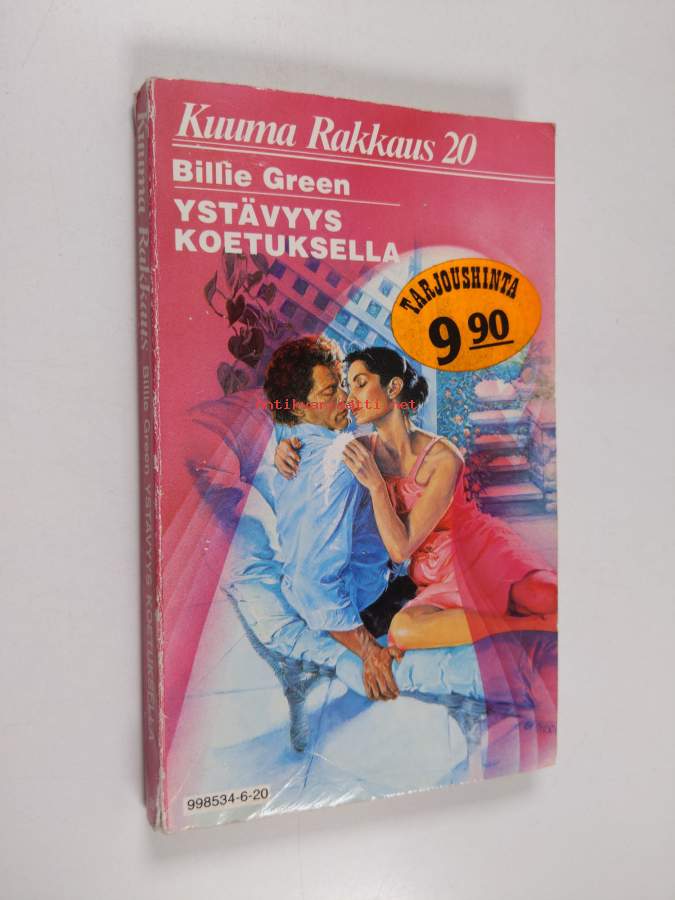 Kuuma Rakkaus 20
Billie Green
YSTÄVYYS
KOETUKSELLA
TARJOUSHINTA
9 90
antikvariaatti.net
998534-6-20
Kuuma Rakkaus Billie Green YSTÄVYYS KOETUKSELLA